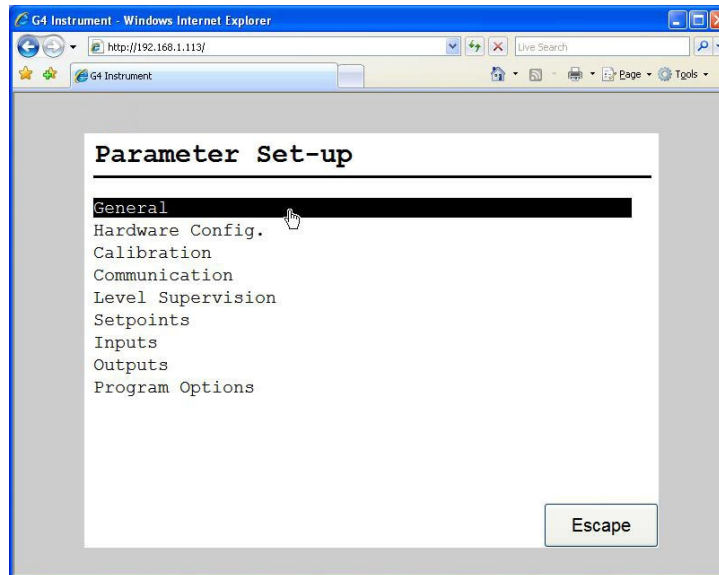 G4 Instrument - Windows Internet Explorer
http://192.168.1.113/
Live Search
G4 Instrument
Page
Tools
Parameter Set-up
General
Hardware Config.
Calibration
Communication
Level Supervision
Setpoints
Inputs
Outputs
Program Options
Escape